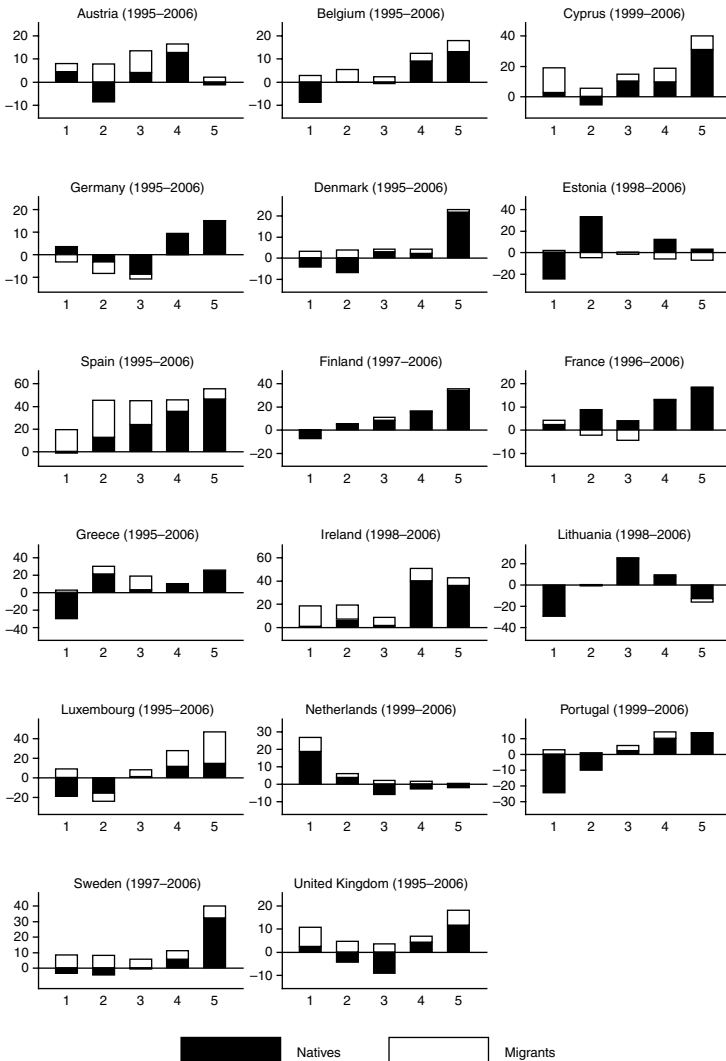 Austria (1995–2006)
20
10
0
–10
1 2 3 4 5
Belgium (1995–2006)
20
10
0
–10
1 2 3 4 5
Cyprus (1999–2006)
40
20
0
1 2 3 4 5
Germany (1995–2006)
20
10
0
–10
1 2 3 4 5
Denmark (1995–2006)
20
10
0
–10
1 2 3 4 5
Estonia (1998–2006)
40
20
0
–20
1 2 3 4 5
Spain (1995–2006)
60
40
20
0
1 2 3 4 5
Finland (1997–2006)
40
20
0
–20
1 2 3 4 5
France (1996–2006)
20
10
0
–10
1 2 3 4 5
Greece (1995–2006)
40
20
0
–20
–40
1 2 3 4 5
Ireland (1998–2006)
60
40
20
0
1 2 3 4 5
Lithuania (1998–2006)
20
0
–20
–40
1 2 3 4 5
Luxembourg (1995–2006)
40
20
0
–20
1 2 3 4 5
Netherlands (1999–2006)
30
20
10
0
–10
1 2 3 4 5
Portugal (1999–2006)
10
0
–10
–20
–30
1 2 3 4 5
Sweden (1997–2006)
40
30
20
10
0
–10
1 2 3 4 5
United Kingdom (1995–2006)
20
10
0
–10
1 2 3 4 5
Natives Migrants